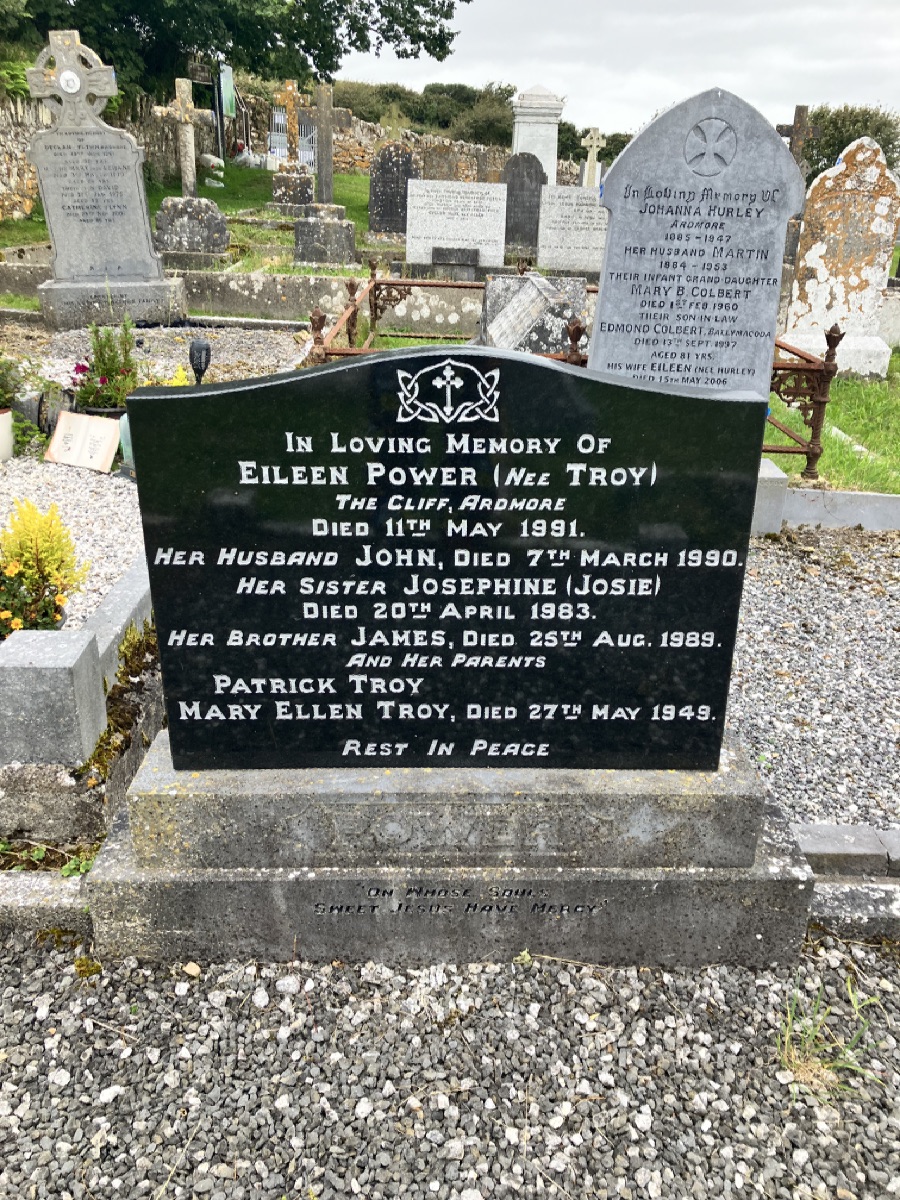 In Loving Memory Of
JOHANNA HURLEY
ARDMORE
1885 - 1947
HER HUSBAND MARTIN
1884 - 1953
THEIR INFANT GRAND-DAUGHTER
MARY B. COLBERT
DIED 1ST FEB. 1960
THEIR SON IN LAW
EDMOND COLBERT, BALLYMACODA
DIED 13TH SEPT. 1997
AGED 81 YRS.
HIS WIFE EILEEN (NEE HURLEY)
DIED 15TH MAY. 2006
IN LOVING MEMORY OF
EILEEN POWER (NEE TROY)
THE CLIFF, ARDMORE
DIED 11TH MAY 1991.
HER HUSBAND JOHN, DIED 7TH MARCH 1990.
HER SISTER JOSEPHINE (JOSIE)
DIED 20TH APRIL 1983.
HER BROTHER JAMES, DIED 25TH AUG. 1989.
AND HER PARENTS
PATRICK TROY
MARY ELLEN TROY, DIED 27TH MAY 1949.
REST IN PEACE
POWER
"ON WHOSE SOULS
SWEET JESUS HAVE MERCY"